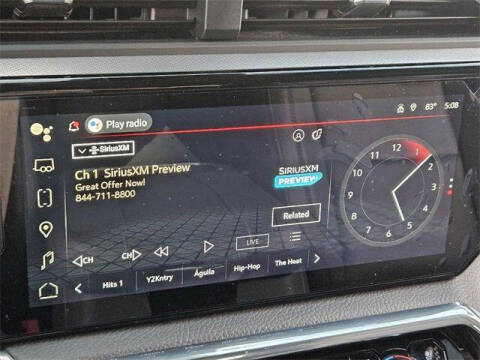 Play radio
83° 5:08
SiriusXM
Ch 1 SiriusXM Preview
Great Offer Now!
844-711-8800
SIRIUSXM
PREVIEW
Related
CH CH LIVE
Hits 1 Y2Kntry Águila Hip-Hop The Heat
12 1 2 3 4 5 6 7 8 9 10 11